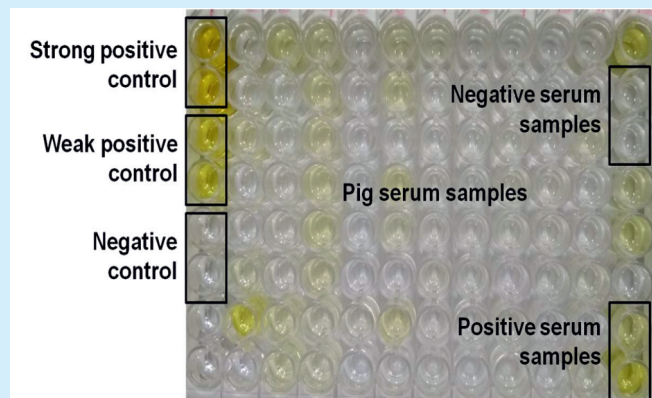 Strong positive
control
Negative serum
samples
Weak positive
control
Pig serum samples
Negative
control
Positive serum
samples